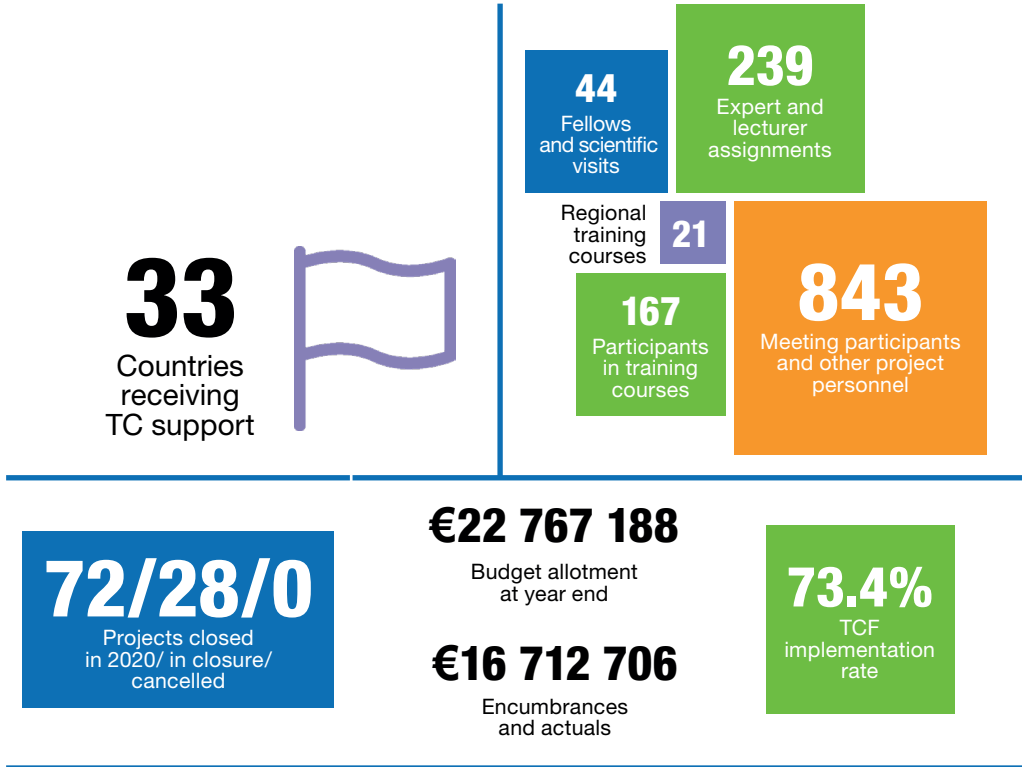 33
Countries
receiving
TC support
44
Fellows
and scientific
visits
239
Expert and
lecturer
assignments
Regional
training
courses
21
167
Participants
in training
courses
843
Meeting participants
and other project
personnel
72/28/0
Projects closed
in 2020/ in closure/
cancelled
€22 767 188
Budget allotment
at year end
€16 712 706
Encumbrances
and actuals
73.4%
TCF
implementation
rate